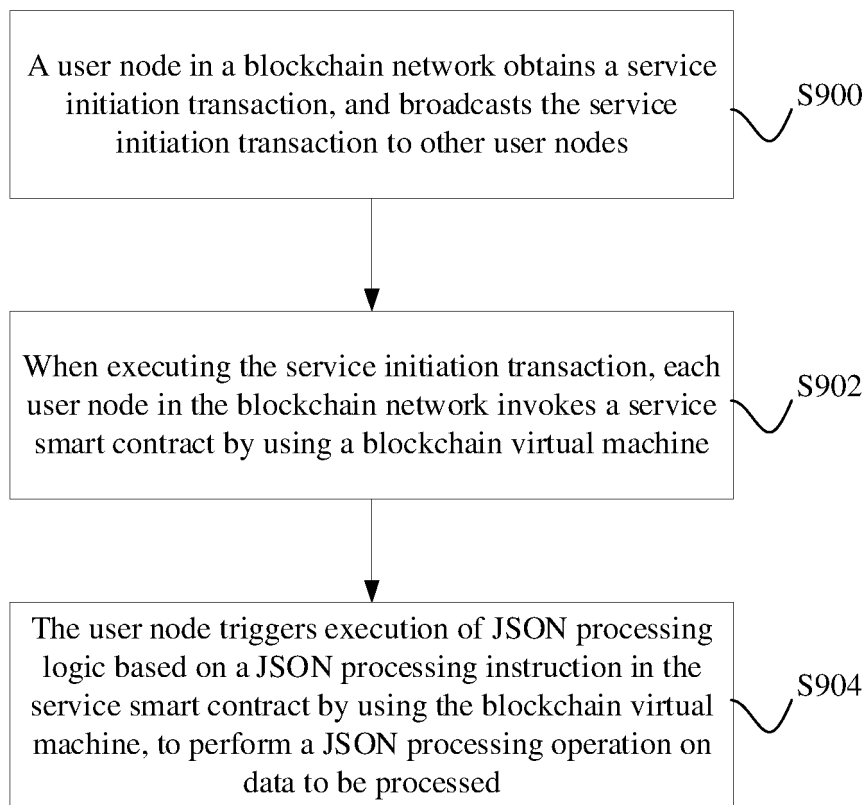 A user node in a blockchain network obtains a service
initiation transaction, and broadcasts the service
initiation transaction to other user nodes
S900
When executing the service initiation transaction, each
user node in the blockchain network invokes a service
smart contract by using a blockchain virtual machine
S902
The user node triggers execution of JSON processing
logic based on a JSON processing instruction in the
service smart contract by using the blockchain virtual
machine, to perform a JSON processing operation on
data to be processed
S904